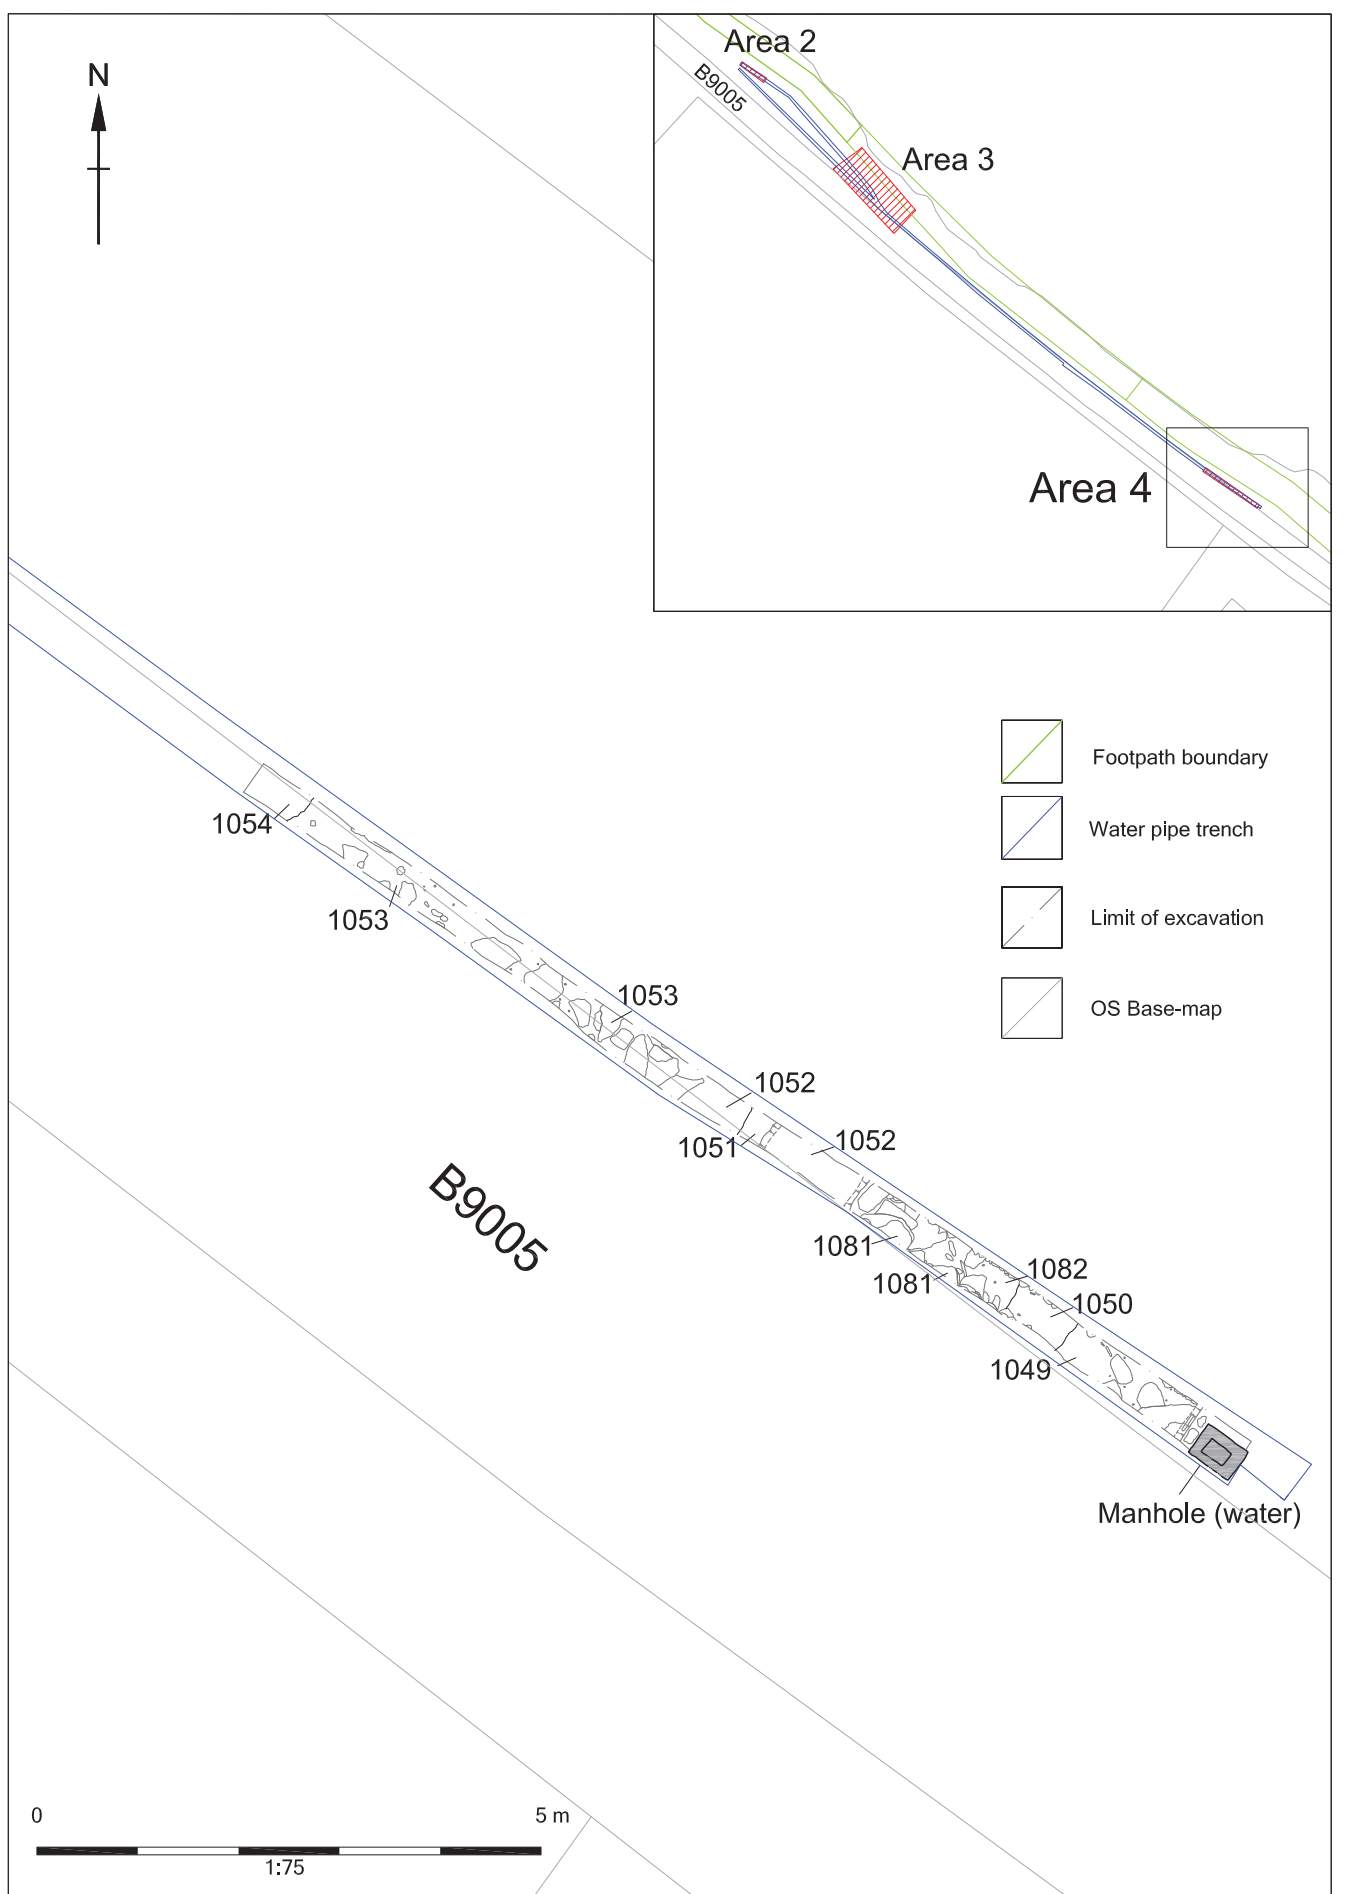 N
Area 2
B9005
Area 3
Area 4
Footpath boundary
Water pipe trench
Limit of excavation
OS Base-map
1054
1053
1053
1052
1051
1052
1081
1081
1082
1050
1049
Manhole (water)
B9005
0
5 m
1:75